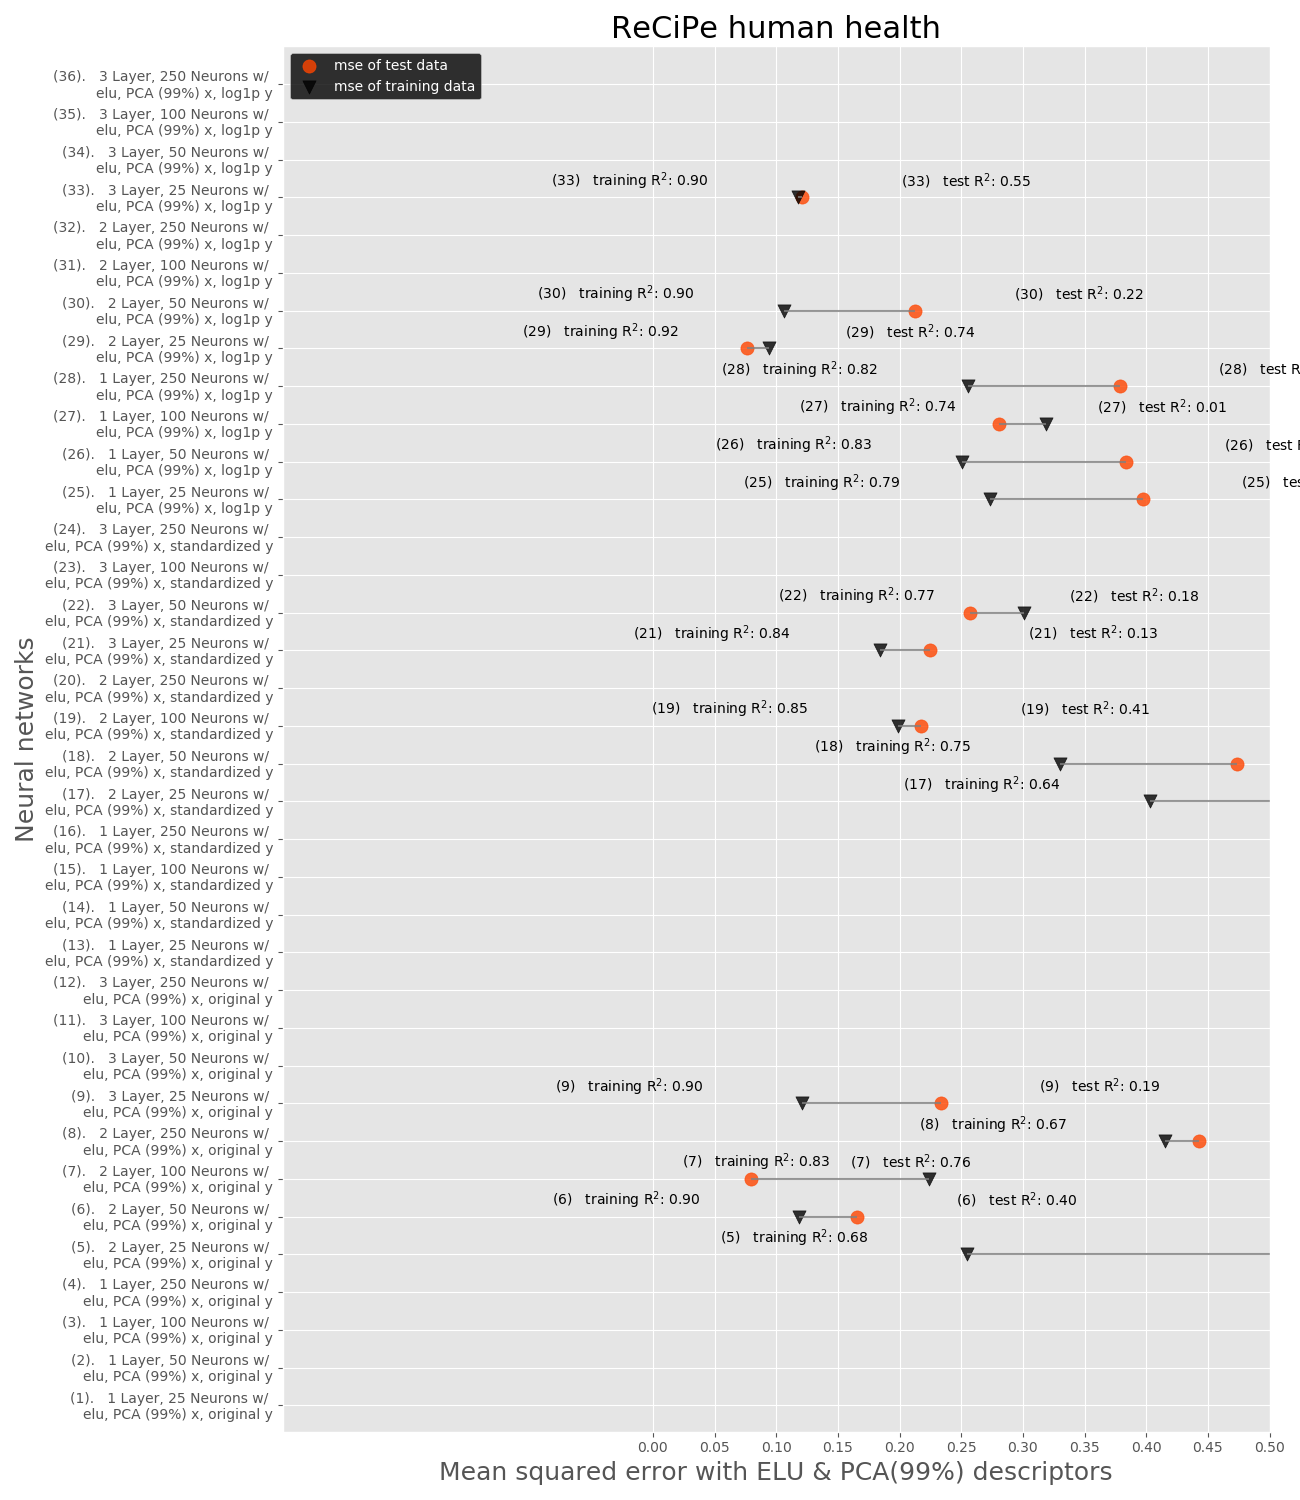 ReCiPe human health
mse of test data
mse of training data
(36).   3 Layer, 250 Neurons w/
elu, PCA (99%) x, log1p y
(35).   3 Layer, 100 Neurons w/
elu, PCA (99%) x, log1p y
(34).   3 Layer, 50 Neurons w/
elu, PCA (99%) x, log1p y
(33)   training R²: 0.90
(33)   test R²: 0.55
(33).   3 Layer, 25 Neurons w/
elu, PCA (99%) x, log1p y
(32).   2 Layer, 250 Neurons w/
elu, PCA (99%) x, log1p y
(31).   2 Layer, 100 Neurons w/
elu, PCA (99%) x, log1p y
(30)   training R²: 0.90
(30)   test R²: 0.22
(30).   2 Layer, 50 Neurons w/
elu, PCA (99%) x, log1p y
(29)   training R²: 0.92
(29)   test R²: 0.74
(29).   2 Layer, 25 Neurons w/
elu, PCA (99%) x, log1p y
(28)   training R²: 0.82
(28)   test R
(28).   1 Layer, 250 Neurons w/
elu, PCA (99%) x, log1p y
(27)   training R²: 0.74
(27)   test R²: 0.01
(27).   1 Layer, 100 Neurons w/
elu, PCA (99%) x, log1p y
(26)   training R²: 0.83
(26)   test
(26).   1 Layer, 50 Neurons w/
elu, PCA (99%) x, log1p y
(25)   training R²: 0.79
(25)   tes
(25).   1 Layer, 25 Neurons w/
elu, PCA (99%) x, log1p y
(24).   3 Layer, 250 Neurons w/
elu, PCA (99%) x, standardized y
(23).   3 Layer, 100 Neurons w/
elu, PCA (99%) x, standardized y
(22)   training R²: 0.77
(22)   test R²: 0.18
(22).   3 Layer, 50 Neurons w/
elu, PCA (99%) x, standardized y
(21)   training R²: 0.84
(21)   test R²: 0.13
(21).   3 Layer, 25 Neurons w/
elu, PCA (99%) x, standardized y
(20).   2 Layer, 250 Neurons w/
elu, PCA (99%) x, standardized y
(19)   training R²: 0.85
(19)   test R²: 0.41
(19).   2 Layer, 100 Neurons w/
elu, PCA (99%) x, standardized y
(18)   training R²: 0.75
(18).   2 Layer, 50 Neurons w/
elu, PCA (99%) x, standardized y
(17)   training R²: 0.64
(17).   2 Layer, 25 Neurons w/
elu, PCA (99%) x, standardized y
(16).   1 Layer, 250 Neurons w/
elu, PCA (99%) x, standardized y
(15).   1 Layer, 100 Neurons w/
elu, PCA (99%) x, standardized y
(14).   1 Layer, 50 Neurons w/
elu, PCA (99%) x, standardized y
(13).   1 Layer, 25 Neurons w/
elu, PCA (99%) x, standardized y
(12).   3 Layer, 250 Neurons w/
elu, PCA (99%) x, original y
(11).   3 Layer, 100 Neurons w/
elu, PCA (99%) x, original y
(10).   3 Layer, 50 Neurons w/
elu, PCA (99%) x, original y
(9)   training R²: 0.90
(9)   test R²: 0.19
(9).   3 Layer, 25 Neurons w/
elu, PCA (99%) x, original y
(8)   training R²: 0.67
(8).   2 Layer, 250 Neurons w/
elu, PCA (99%) x, original y
(7)   training R²: 0.83
(7)   test R²: 0.76
(7).   2 Layer, 100 Neurons w/
elu, PCA (99%) x, original y
(6)   training R²: 0.90
(6)   test R²: 0.40
(6).   2 Layer, 50 Neurons w/
elu, PCA (99%) x, original y
(5)   training R²: 0.68
(5).   2 Layer, 25 Neurons w/
elu, PCA (99%) x, original y
(4).   1 Layer, 250 Neurons w/
elu, PCA (99%) x, original y
(3).   1 Layer, 100 Neurons w/
elu, PCA (99%) x, original y
(2).   1 Layer, 50 Neurons w/
elu, PCA (99%) x, original y
(1).   1 Layer, 25 Neurons w/
elu, PCA (99%) x, original y
Neural networks
0.00 0.05 0.10 0.15 0.20 0.25 0.30 0.35 0.40 0.45 0.50
Mean squared error with ELU & PCA(99%) descriptors